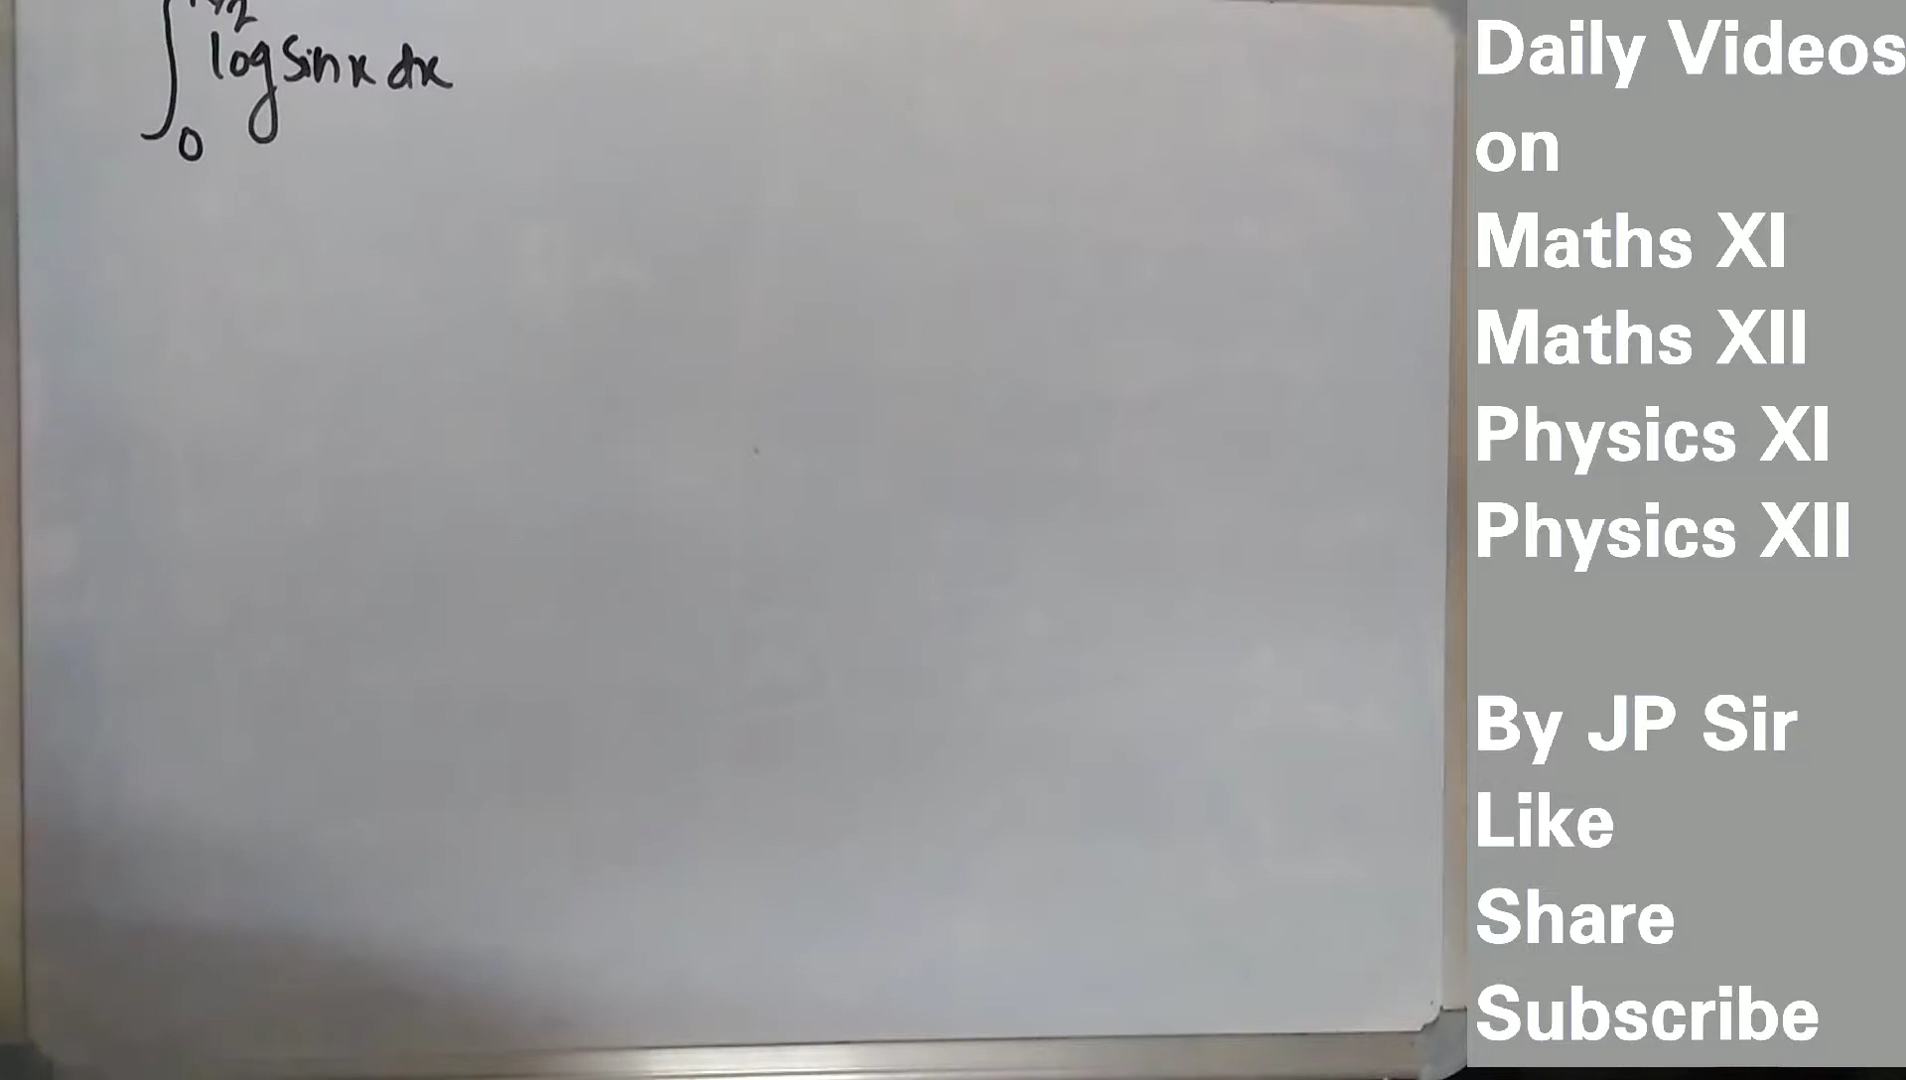 ∫₀^π/2 log sin x dx
Daily Videos
on
Maths XI
Maths XII
Physics XI
Physics XII
By JP Sir
Like
Share
Subscribe